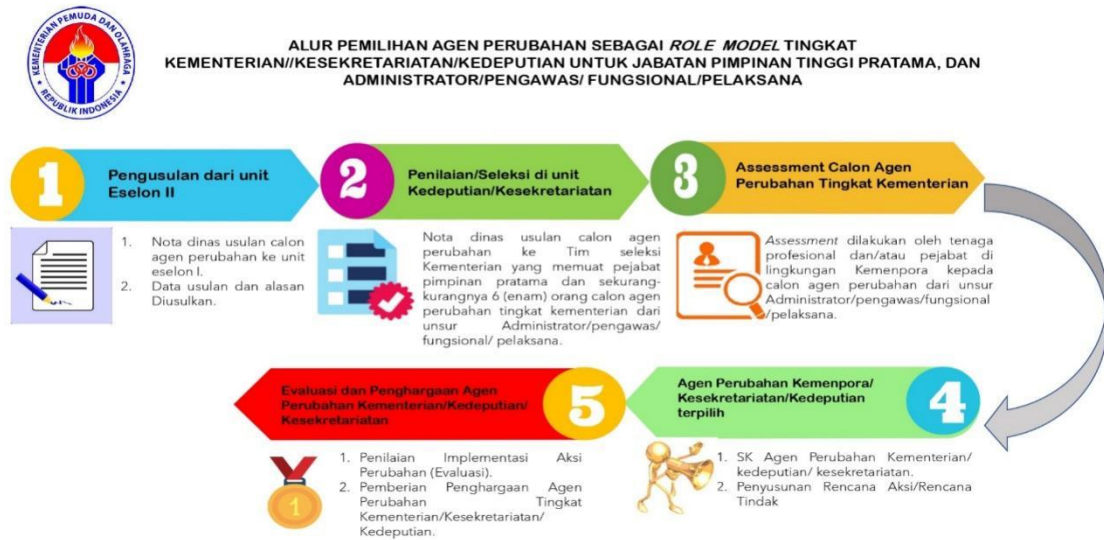 KEMENTERIAN PEMUDA DAN OLAHRAGA
REPUBLIK INDONESIA
ALUR PEMILIHAN AGEN PERUBAHAN SEBAGAI ROLE MODEL TINGKAT
KEMENTERIAN//KESEKRETARIATAN/KEDEPUTIAN UNTUK JABATAN PIMPINAN TINGGI PRATAMA, DAN
ADMINISTRATOR/PENGAWAS/ FUNGSIONAL/PELAKSANA
1
Pengusulan dari unit
Eselon II
1. Nota dinas usulan calon
agen perubahan ke unit
eselon I.
2. Data usulan dan alasan
Diusulkan.
2
Penilaian/Seleksi di unit
Kedeputian/Kesekretariatan
Nota dinas usulan calon agen
perubahan ke Tim seleksi
Kementerian yang memuat pejabat
pimpinan pratama dan sekurang-
kurangnya 6 (enam) orang calon agen
perubahan tingkat kementerian dari
unsur Administrator/pengawas/
fungsional/ pelaksana.
3
Assessment Calon Agen
Perubahan Tingkat Kementerian
Assessment dilakukan oleh tenaga
profesional dan/atau pejabat di
lingkungan Kemenpora kepada
calon agen perubahan dari unsur
Administrator/pengawas/fungsional
/pelaksana.
4
Agen Perubahan Kemenpora/
Kesekretariatan/Kedeputian
terpilih
1. SK Agen Perubahan Kementerian/
kedeputian/ kesekretariatan.
2. Penyusunan Rencana Aksi/Rencana
Tindak
5
Evaluasi dan Penghargaan Agen
Perubahan Kementerian/Kedeputian/
Kesekretariatan
1
1. Penilaian Implementasi Aksi
Perubahan (Evaluasi).
2. Pemberian Penghargaan Agen
Perubahan Tingkat
Kementerian/Kesekretariatan/
Kedeputian.